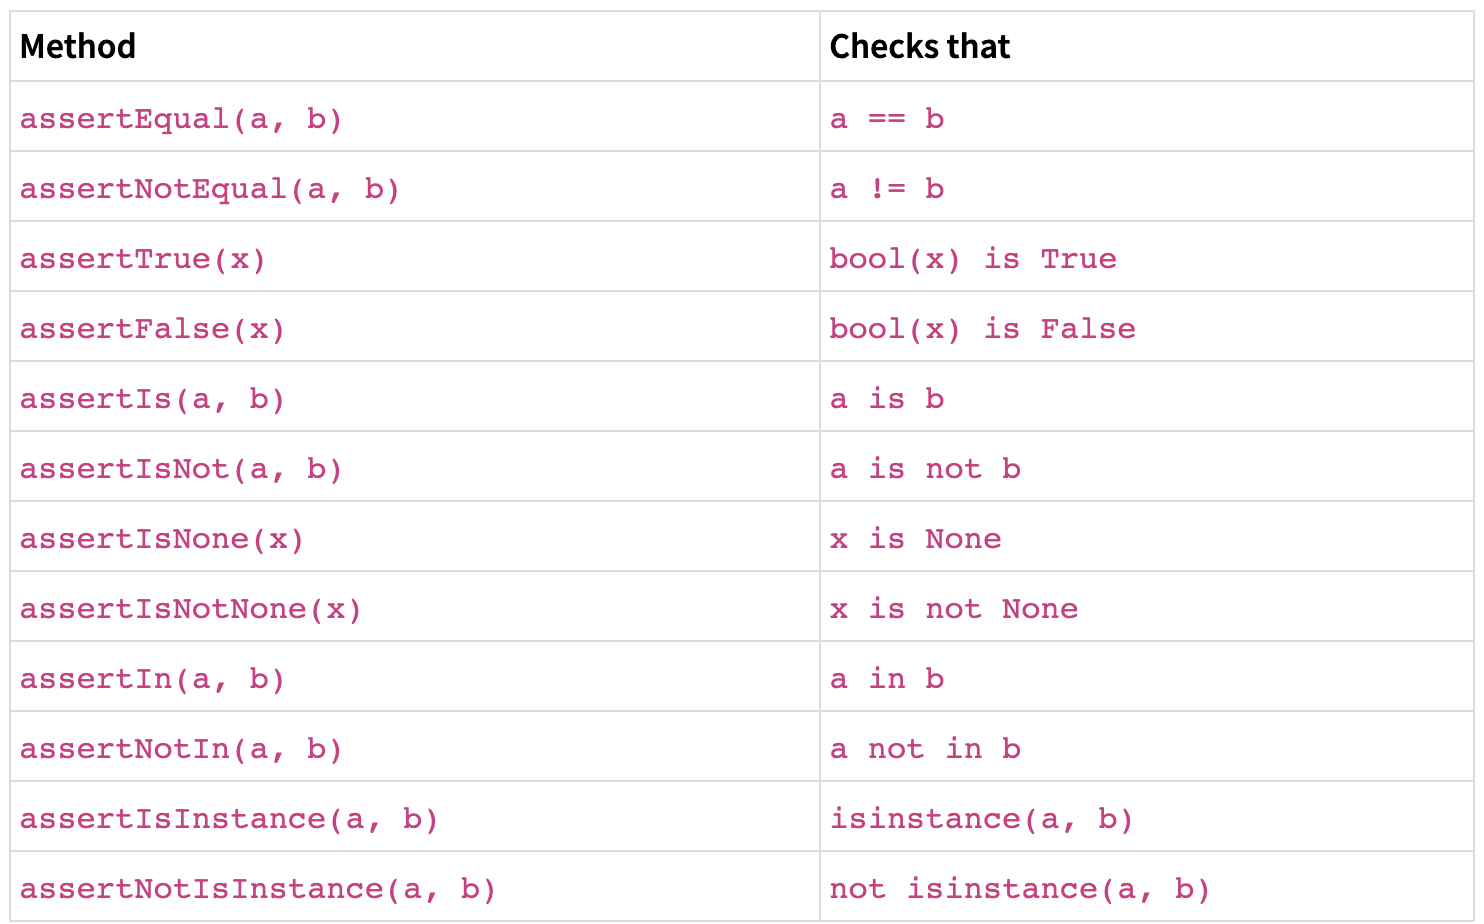 Method Checks that
assertEqual(a, b) a == b
assertNotEqual(a, b) a != b
assertTrue(x) bool(x) is True
assertFalse(x) bool(x) is False
assertIs(a, b) a is b
assertIsNot(a, b) a is not b
assertIsNone(x) x is None
assertIsNotNone(x) x is not None
assertIn(a, b) a in b
assertNotIn(a, b) a not in b
assertIsInstance(a, b) isinstance(a, b)
assertNotIsInstance(a, b) not isinstance(a, b)